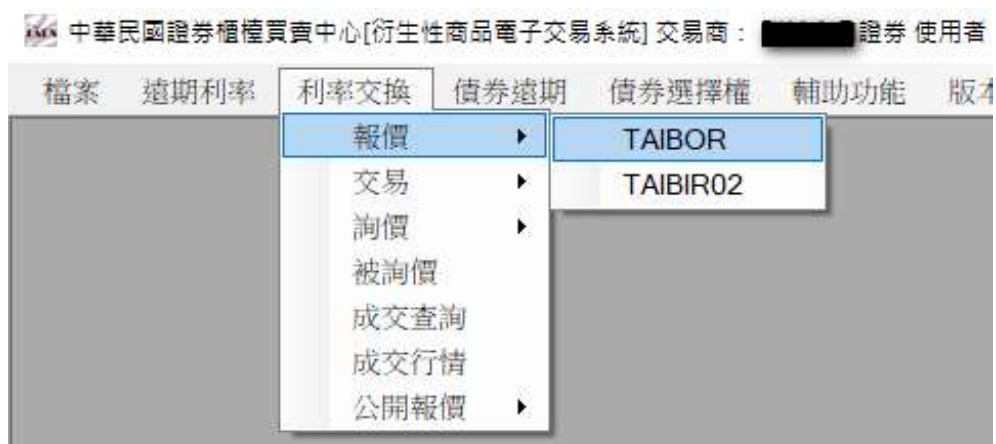 中華民國證券櫃檯買賣中心[衍生性商品電子交易系統] 交易商： 證券 使用者
檔案 遠期利率 利率交換 債券遠期 債券選擇權 輔助功能 版本
報價 TAIBOR
交易 TAIBIR02
詢價
被詢價
成交查詢
成交行情
公開報價